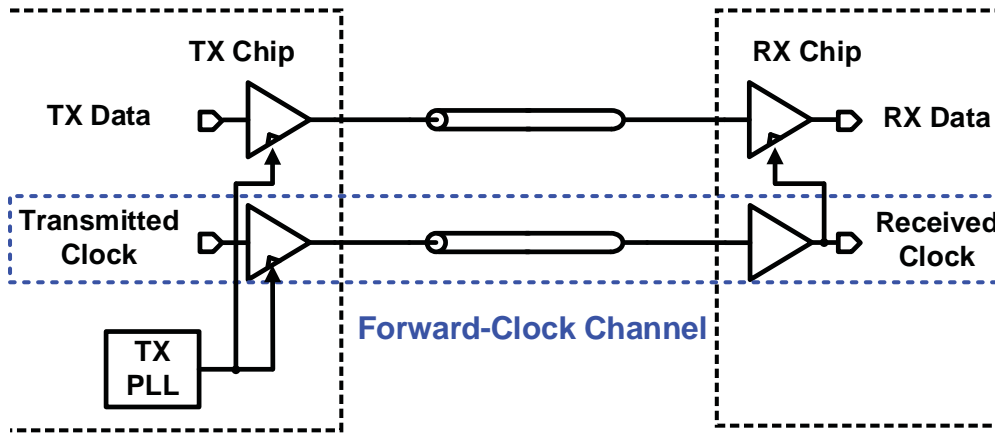 TX Chip
RX Chip
TX Data
RX Data
Transmitted
Clock
Received
Clock
Forward-Clock Channel
TX
PLL